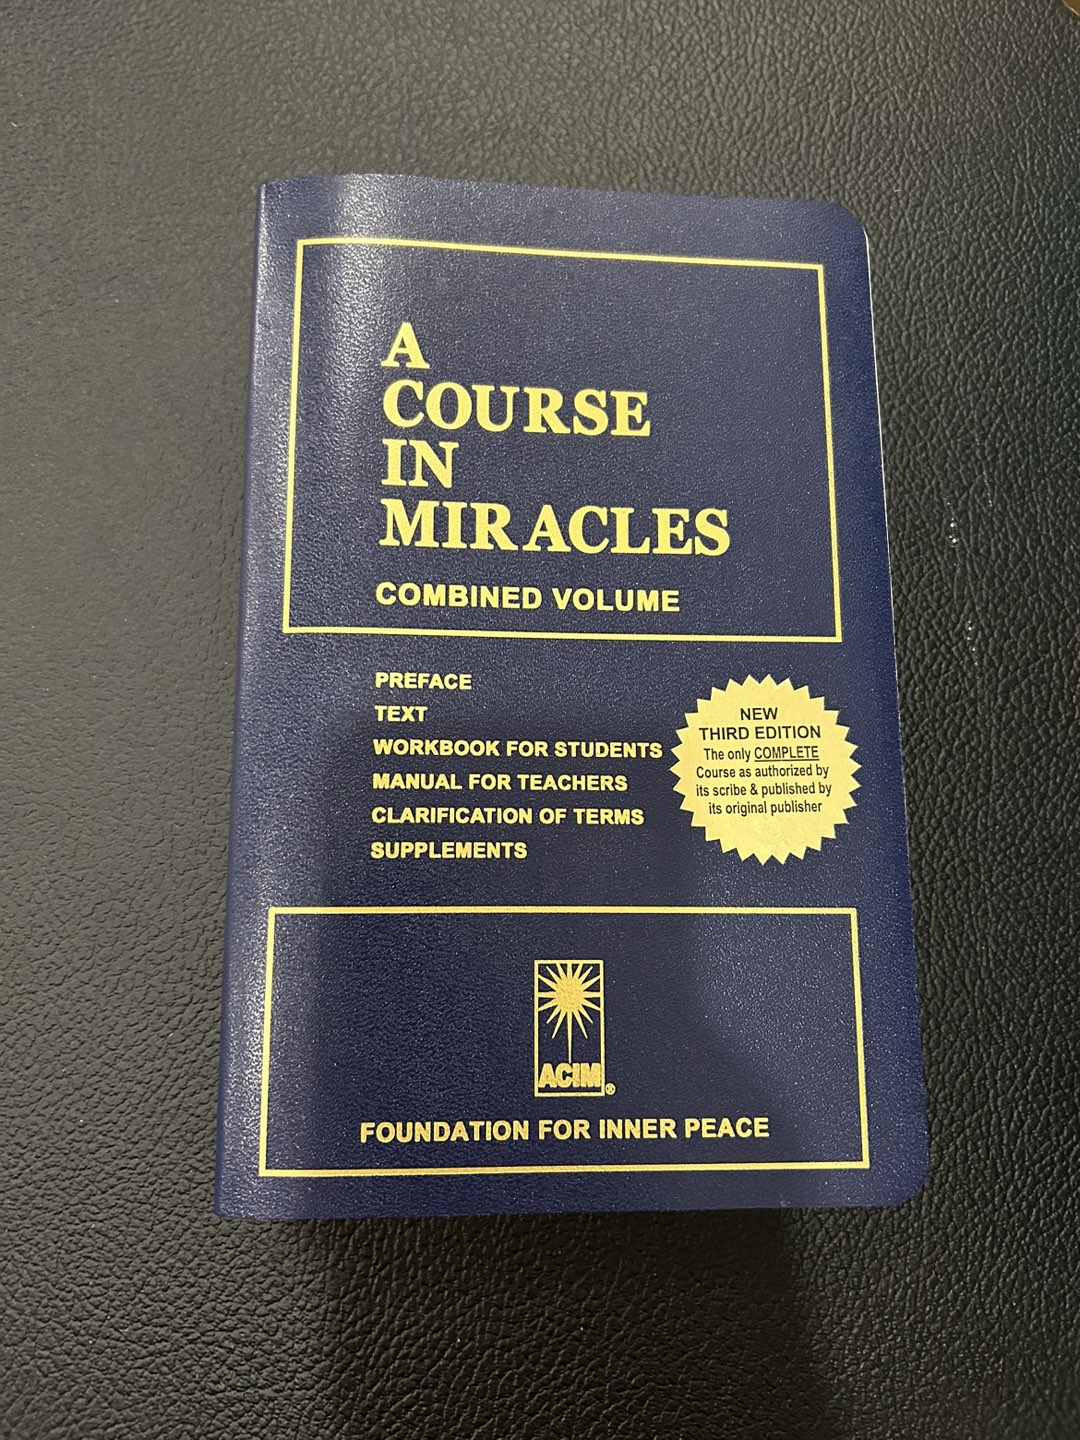 A
COURSE
IN
MIRACLES
COMBINED VOLUME
PREFACE
TEXT
WORKBOOK FOR STUDENTS
MANUAL FOR TEACHERS
CLARIFICATION OF TERMS
SUPPLEMENTS
NEW
THIRD EDITION
The only COMPLETE
Course as authorized by
its scribe & published by
its original publisher
ACIM®
FOUNDATION FOR INNER PEACE